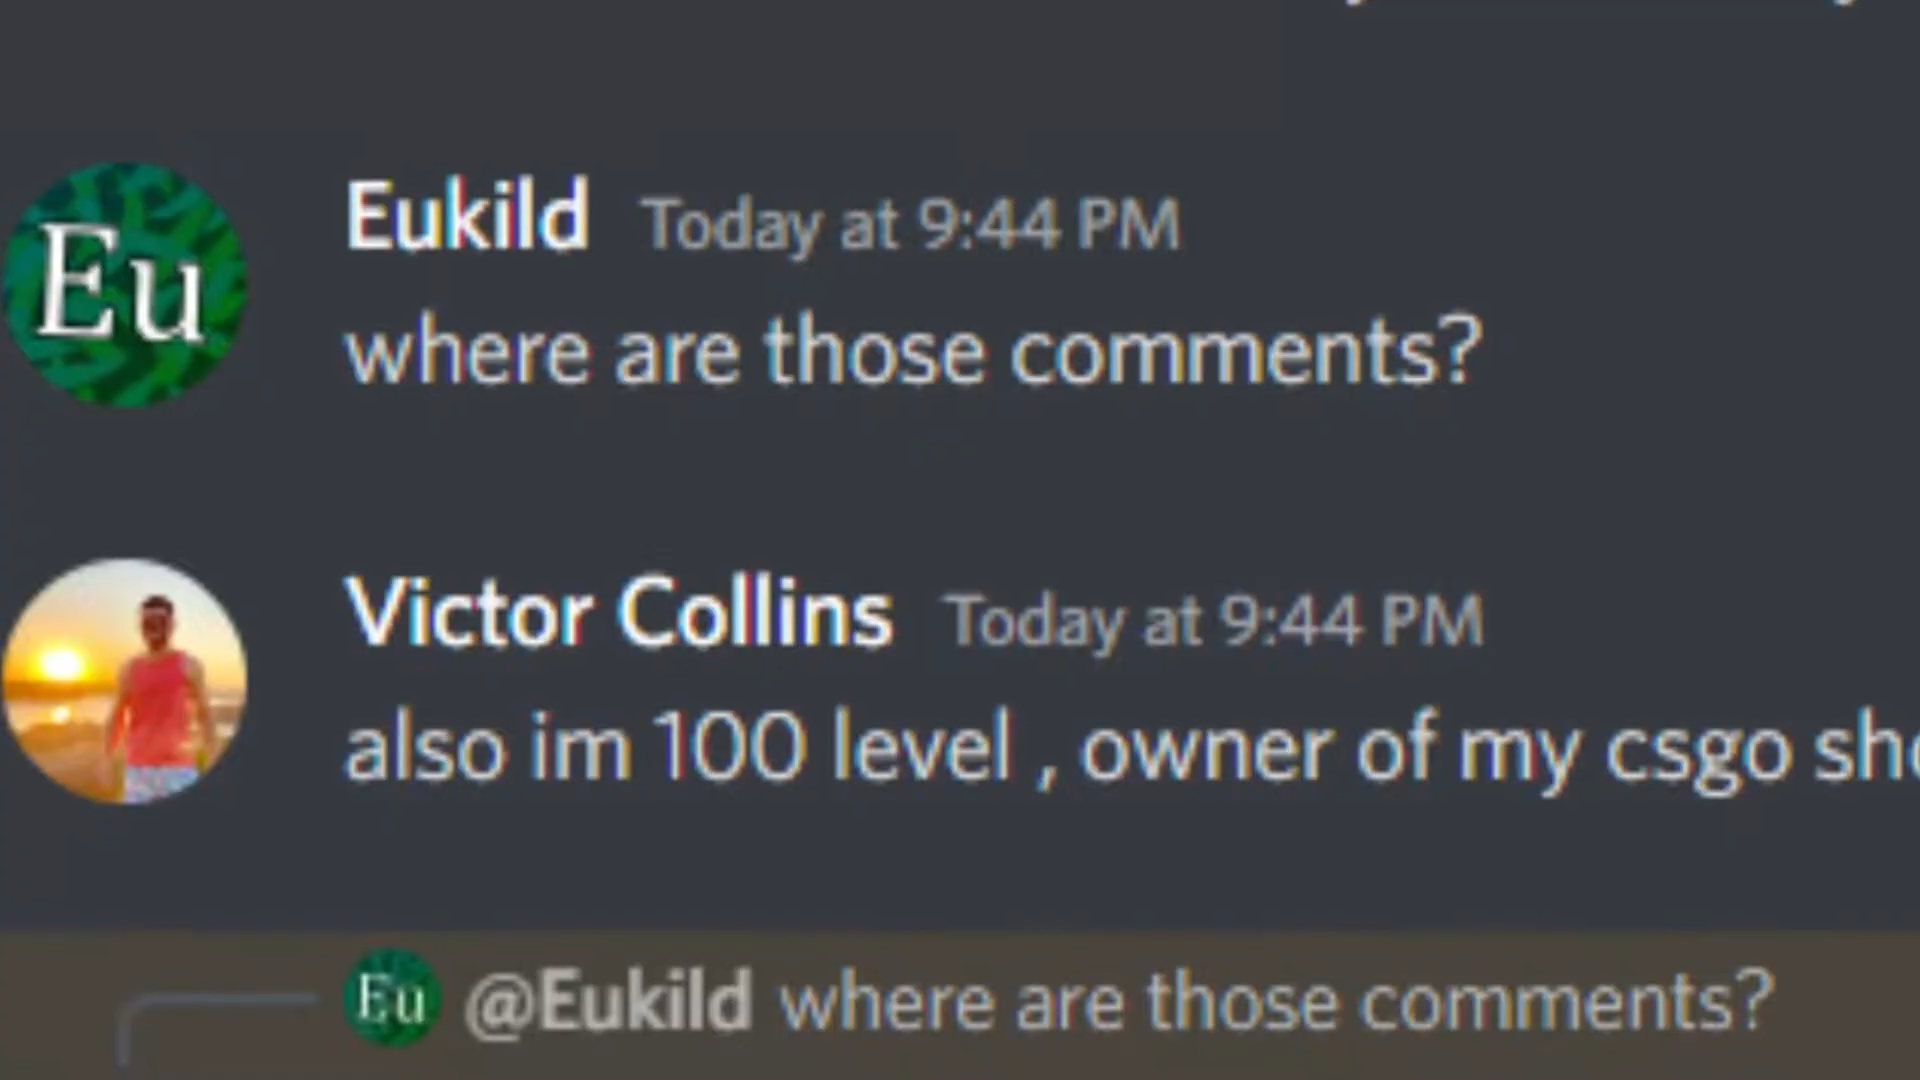 Eu
Eukild Today at 9:44 PM
where are those comments?
Victor Collins Today at 9:44 PM
also im 100 level , owner of my csgo
Eu @Eukild where are those comments?